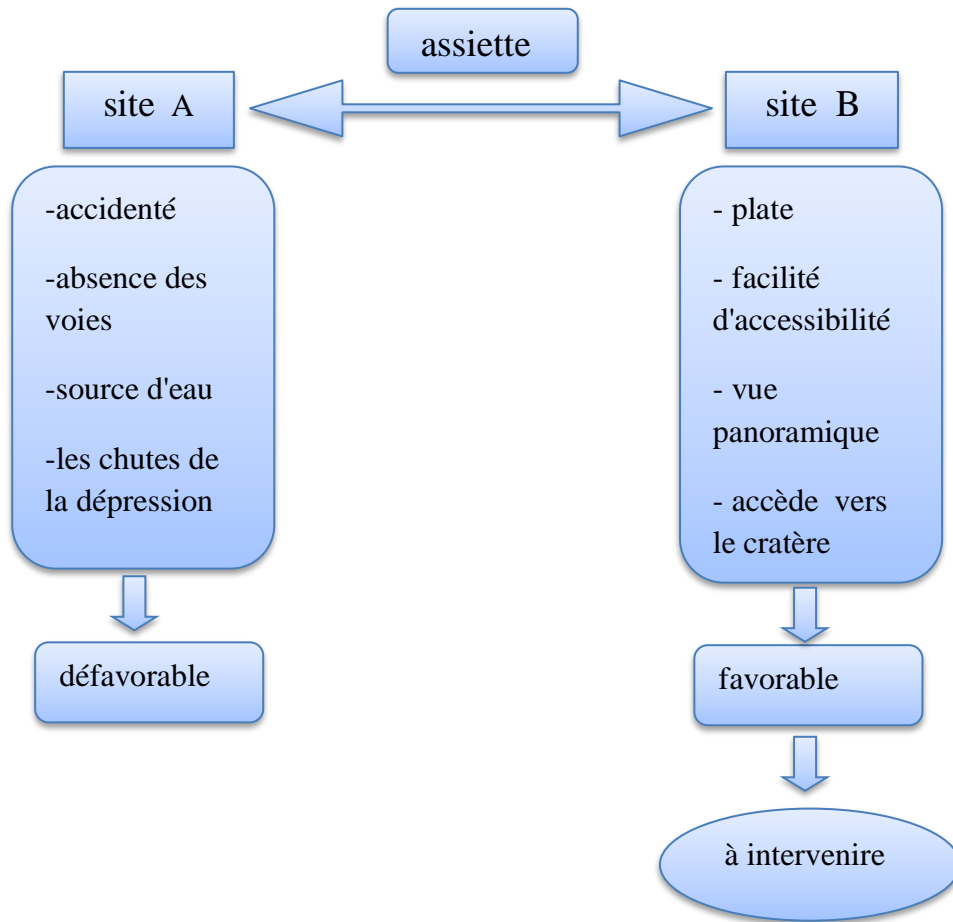 assiette
site A
site B
-accidenté
-absence des
voies
-source d'eau
-les chutes de
la dépression
- plate
- facilité
d'accessibilité
- vue
panoramique
- accède vers
le cratère
défavorable
favorable
à intervenire